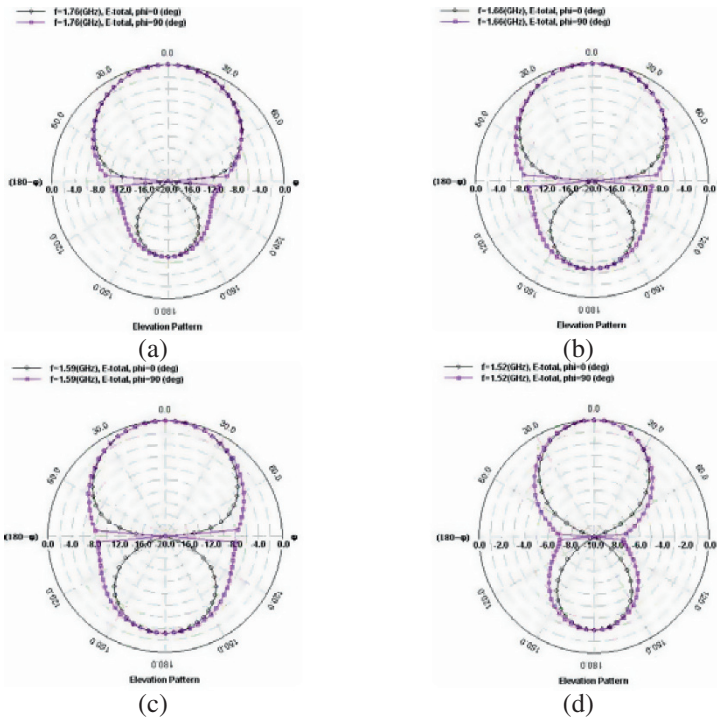 f=1.76(GHz), E-total, phi=0 (deg)
f=1.76(GHz), E-total, phi=90 (deg)
0.0
30.0 30.0
60.0 60.0
(180-φ) φ
0.0 -4.0 -8.0 -12.0 -16.0 -20.0 -16.0 -12.0 -8.0 -4.0 0.0
120.0 120.0
150.0 150.0
180.0
Elevation Pattern
(a)
f=1.66(GHz), E-total, phi=0 (deg)
f=1.66(GHz), E-total, phi=90 (deg)
0.0
30.0 30.0
60.0 60.0
(180-φ) φ
0.0 -4.0 -8.0 -12.0 -16.0 -20.0 -16.0 -12.0 -8.0 -4.0 0.0
120.0 120.0
150.0 150.0
180.0
Elevation Pattern
(b)
f=1.59(GHz), E-total, phi=0 (deg)
f=1.59(GHz), E-total, phi=90 (deg)
0.0
30.0 30.0
60.0 60.0
(180-φ) φ
0.0 -4.0 -8.0 -12.0 -16.0 -20.0 -16.0 -12.0 -8.0 -4.0 0.0
120.0 120.0
150.0 150.0
180.0
Elevation Pattern
(c)
f=1.52(GHz), E-total, phi=0 (deg)
f=1.52(GHz), E-total, phi=90 (deg)
0.0
30.0 30.0
60.0 60.0
(180-φ) φ
0.0 -2.0 -4.0 -6.0 -8.0 -10.0 -8.0 -6.0 -4.0 -2.0 0.0
120.0 120.0
150.0 150.0
180.0
Elevation Pattern
(d)